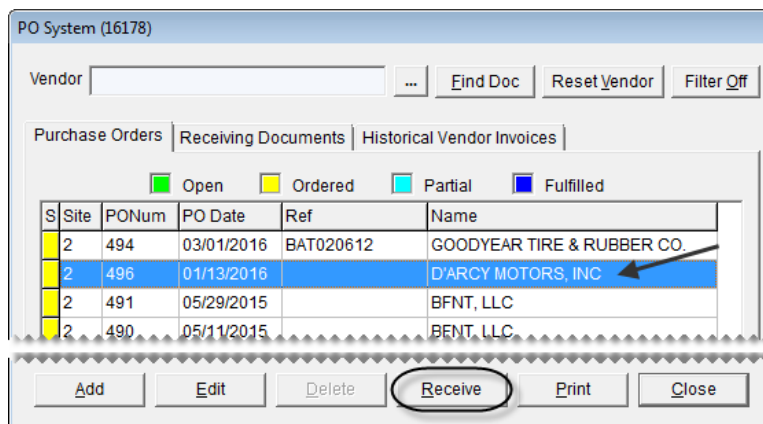 PO System (16178)
Vendor ... Find Doc Reset Vendor Filter Off
Purchase Orders Receiving Documents Historical Vendor Invoices
Open Ordered Partial Fulfilled
S Site PONum PO Date Ref Name
2 494 03/01/2016 BAT020612 GOODYEAR TIRE & RUBBER CO.
2 496 01/13/2016 D'ARCY MOTORS, INC
2 491 05/29/2015 BFNT, LLC
2 490 05/11/2015 BFNT, LLC
Add Edit Delete Receive Print Close